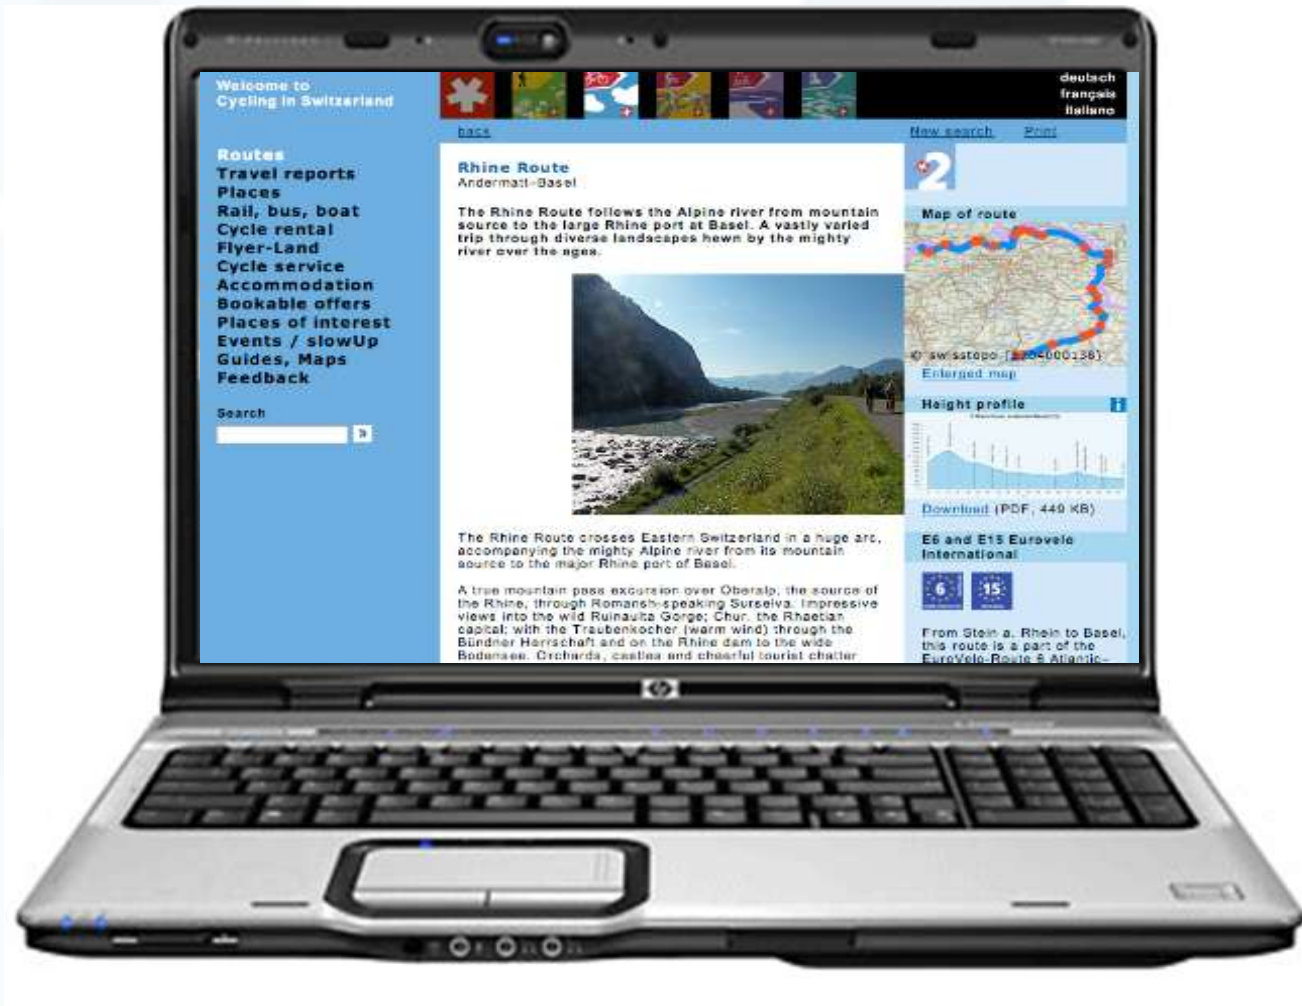 Welcome to
Cycling in Switzerland
deutsch
français
italiano
back
New search
Print
Routes
Travel reports
Places
Rail, bus, boat
Cycle rental
Flyer-Land
Cycle service
Accommodation
Bookable offers
Places of interest
Events / slowUp
Guides, Maps
Feedback
Search
Rhine Route
Andermatt–Basel
The Rhine Route follows the Alpine river from mountain
source to the large Rhine port at Basel. A vastly varied
trip through diverse landscapes hewn by the mighty
river over the ages.
The Rhine Route crosses Eastern Switzerland in a huge arc,
accompanying the mighty Alpine river from its mountain
source to the major Rhine port of Basel.
A true mountain pass excursion over Oberalp, the source of
the Rhine, through Romansh-speaking Surselva. Impressive
views into the wild Ruinaulta Gorge; Chur, the Rhaetian
capital; with the Traubenkocher (warm wind) through the
Bündner Herrschaft and on the Rhine dam to the wide
Bodensee. Orchards, castles and cheerful tourist chatter
2
Map of route
© swisstopo
Enlarged map
Height profile
Download (PDF, 449 KB)
E6 and E15 Eurovelo
International
6
15
From Stein a. Rhein to Basel,
this route is a part of the
EuroVelo-Route 6 Atlantic–
hp